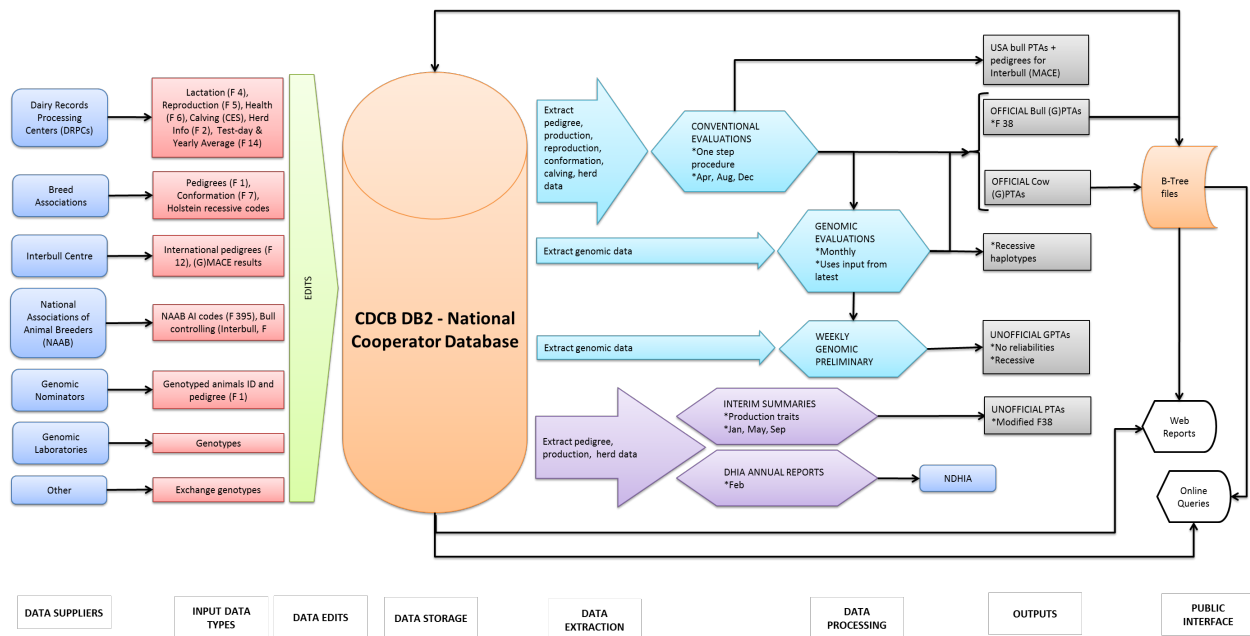 Dairy Records
Processing
Centers (DRPCs)
Lactation (F 4),
Reproduction (F 5), Health
(F 6), Calving (CES), Herd
Info (F 2), Test-day &
Yearly Average (F 14)
Breed
Associations
Pedigrees (F 1),
Conformation (F 7),
Holstein recessive codes
Interbull Centre
International pedigrees (F
12), (G)MACE results
National
Associations of
Animal Breeders
(NAAB)
NAAB AI codes (F 395), Bull
controlling (Interbull, F
Genomic
Nominators
Genotyped animals ID and
pedigree (F 1)
Genomic
Laboratories
Genotypes
Other
Exchange genotypes
EDITS
CDCB DB2 - National
Cooperator Database
Extract
pedigree,
production,
reproduction,
conformation,
calving, herd
data
CONVENTIONAL
EVALUATIONS
*One step
procedure
*Apr, Aug, Dec
Extract genomic data
GENOMIC
EVALUATIONS
*Monthly
*Uses input from
latest
Extract genomic data
WEEKLY
GENOMIC
PRELIMINARY
Extract pedigree,
production, herd data
INTERIM SUMMARIES
*Production traits
*Jan, May, Sep
DHIA ANNUAL REPORTS
*Feb
USA bull PTAs +
pedigrees for
Interbull (MACE)
OFFICIAL Bull (G)PTAs
*F 38
OFFICIAL Cow
(G)PTAs
*Recessive
haplotypes
UNOFFICIAL GPTAs
*No reliabilities
*Recessive
UNOFFICIAL PTAs
*Modified F38
NDHIA
B-Tree
files
Web
Reports
Online
Queries
DATA SUPPLIERS
INPUT DATA
TYPES
DATA EDITS
DATA STORAGE
DATA
EXTRACTION
DATA
PROCESSING
OUTPUTS
PUBLIC
INTERFACE